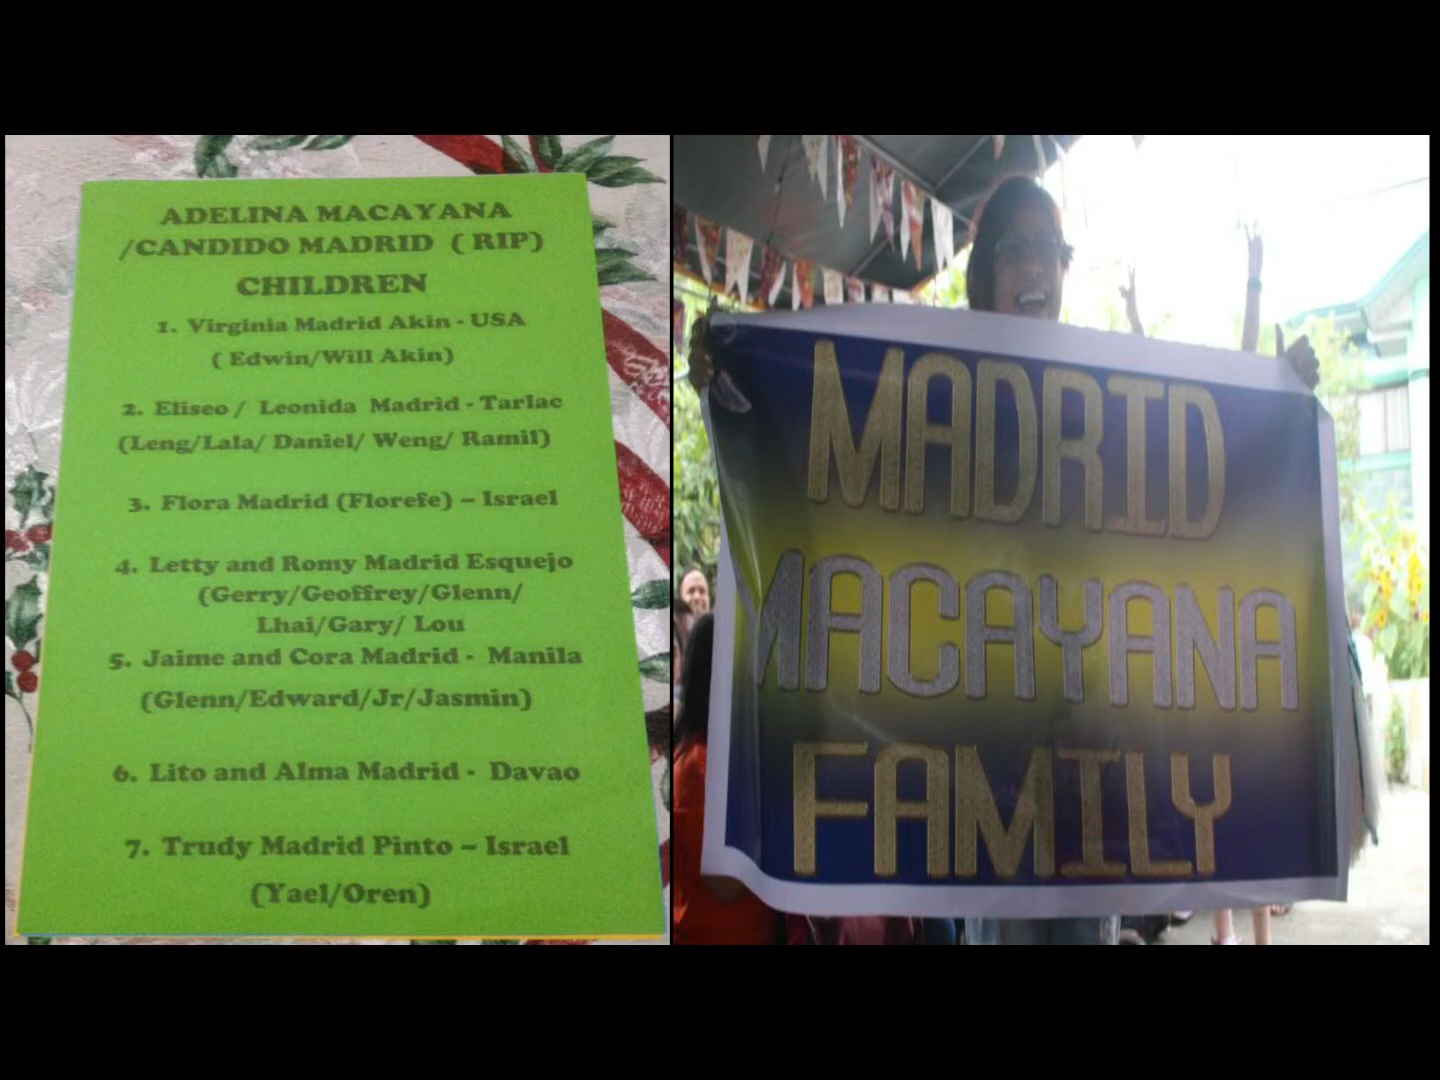 ADELINA MACAYANA
/CANDIDO MADRID ( RIP)
CHILDREN
1. Virginia Madrid Akin - USA
( Edwin/Will Akin)
2. Eliseo / Leonida Madrid - Tarlac
(Leng/Lala/ Daniel/ Weng/ Ramil)
3. Flora Madrid (Florefe) – Israel
4. Letty and Romy Madrid Esquejo
(Gerry/Geoffrey/Glenn/
Lhai/Gary/ Lou
5. Jaime and Cora Madrid - Manila
(Glenn/Edward/Jr/Jasmin)
6. Lito and Alma Madrid - Davao
7. Trudy Madrid Pinto – Israel
(Yael/Oren)
MADRID
MACAYANA
FAMILY